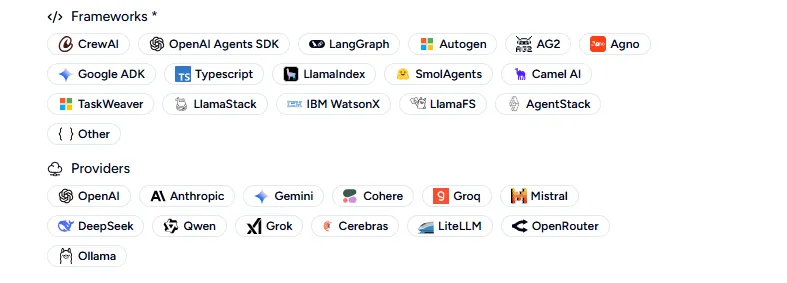 Frameworks *
CrewAI OpenAI Agents SDK LangGraph Autogen AG2 Agno
Google ADK Typescript LlamaIndex SmolAgents Camel AI
TaskWeaver LlamaStack IBM WatsonX LlamaFS AgentStack
Other
Providers
OpenAI Anthropic Gemini Cohere Groq Mistral
DeepSeek Qwen Grok Cerebras LiteLLM OpenRouter
Ollama